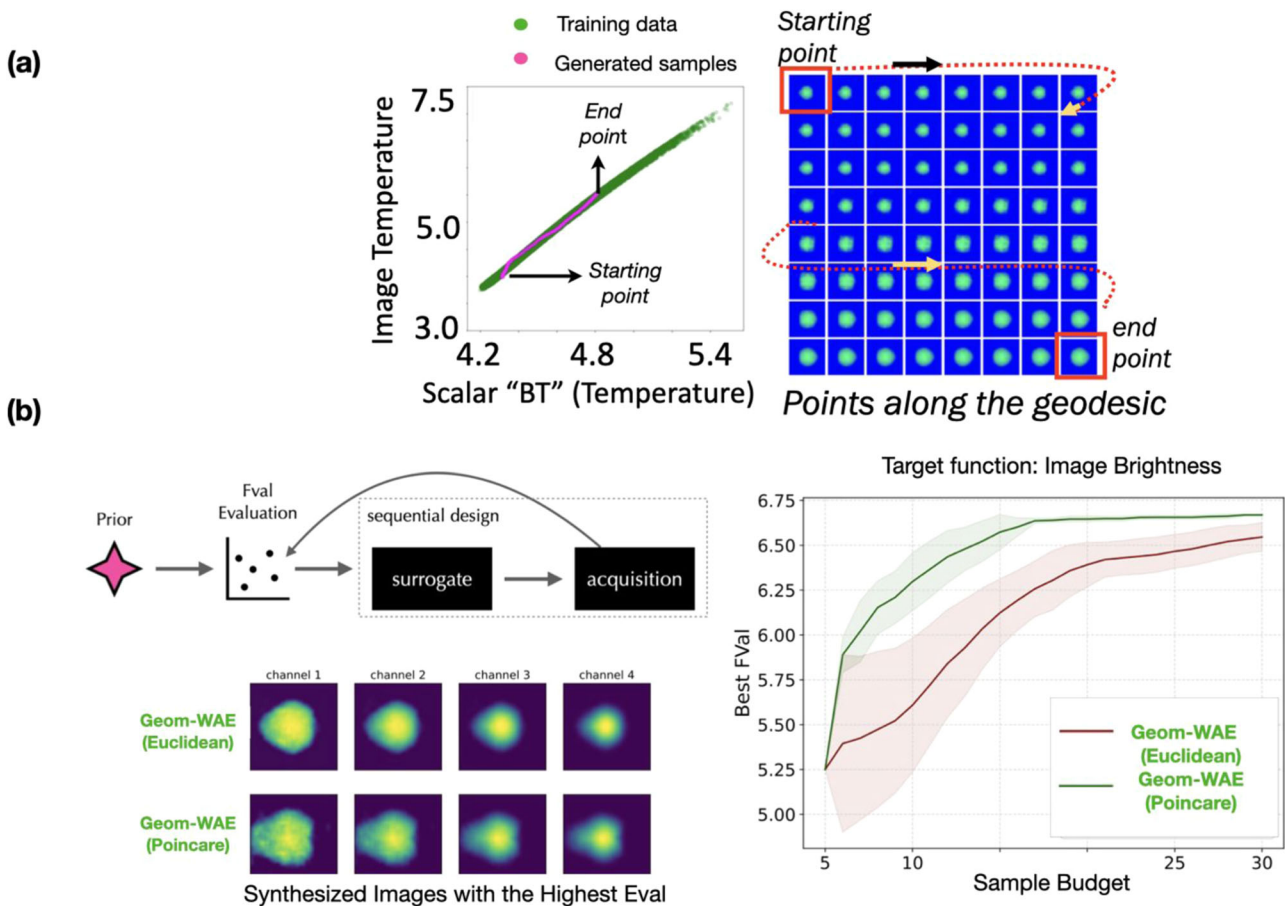 (a)
Training data
Generated samples
Image Temperature
7.5
5.0
3.0
4.2
4.8
5.4
Scalar “BT” (Temperature)
End
point
Starting
point
Starting
point
end
point
Points along the geodesic
(b)
Prior
Fval
Evaluation
sequential design
surrogate
acquisition
channel 1
channel 2
channel 3
channel 4
Geom-WAE
(Euclidean)
Geom-WAE
(Poincare)
Synthesized Images with the Highest Eval
Target function: Image Brightness
Best FVal
6.75
6.50
6.25
6.00
5.75
5.50
5.25
5.00
5
10
25
30
Sample Budget
Geom-WAE
(Euclidean)
Geom-WAE
(Poincare)